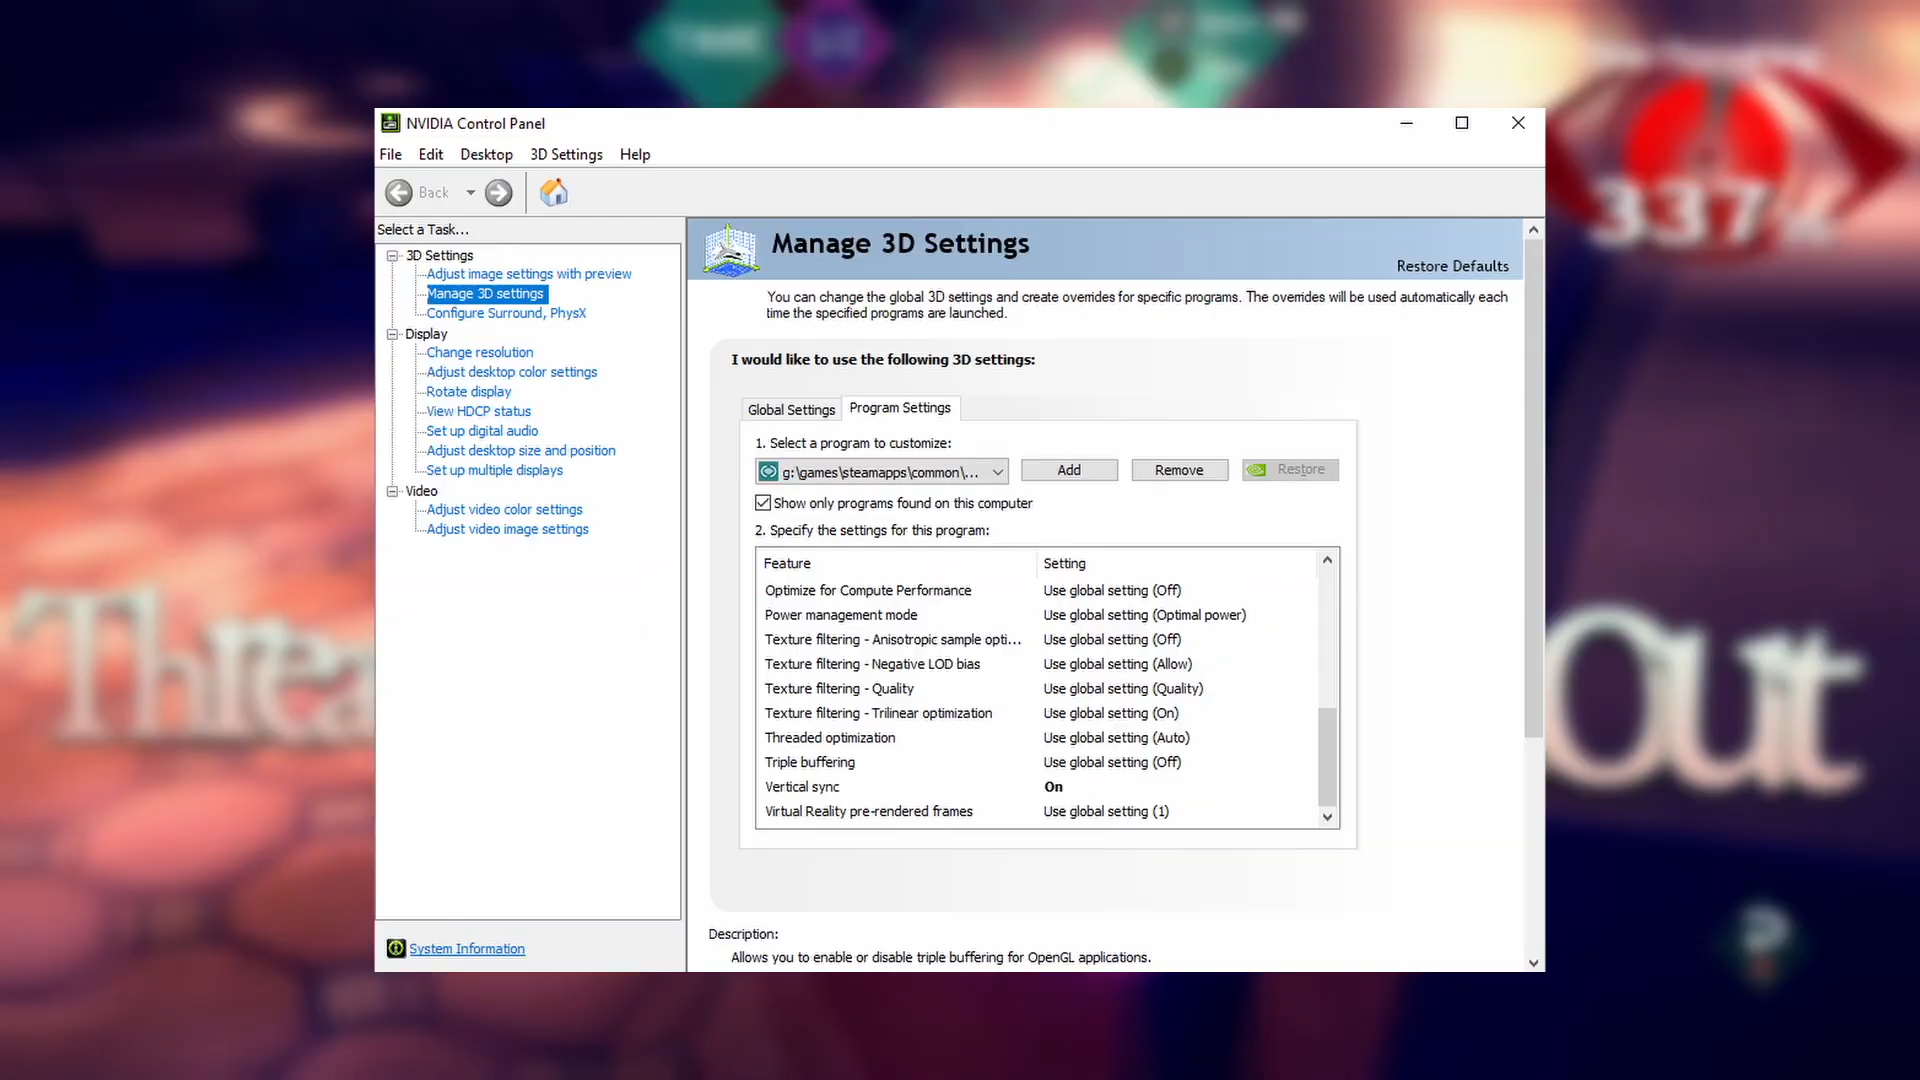 TIME
337
NVIDIA Control Panel
File Edit Desktop 3D Settings Help
Back
Select a Task...
3D Settings
Adjust image settings with preview
Manage 3D settings
Configure Surround, PhysX
Display
Change resolution
Adjust desktop color settings
Rotate display
View HDCP status
Set up digital audio
Adjust desktop size and position
Set up multiple displays
Video
Adjust video color settings
Adjust video image settings
System Information
Manage 3D Settings
Restore Defaults
You can change the global 3D settings and create overrides for specific programs. The overrides will be used automatically each
time the specified programs are launched.
I would like to use the following 3D settings:
Global Settings Program Settings
1. Select a program to customize:
g:\games\steamapps\common\... Add Remove Restore
Show only programs found on this computer
2. Specify the settings for this program:
Feature Setting
Optimize for Compute Performance Use global setting (Off)
Power management mode Use global setting (Optimal power)
Texture filtering - Anisotropic sample opti... Use global setting (Off)
Texture filtering - Negative LOD bias Use global setting (Allow)
Texture filtering - Quality Use global setting (Quality)
Texture filtering - Trilinear optimization Use global setting (On)
Threaded optimization Use global setting (Auto)
Triple buffering Use global setting (Off)
Vertical sync On
Virtual Reality pre-rendered frames Use global setting (1)
Description:
Allows you to enable or disable triple buffering for OpenGL applications.
Threa
Out
?